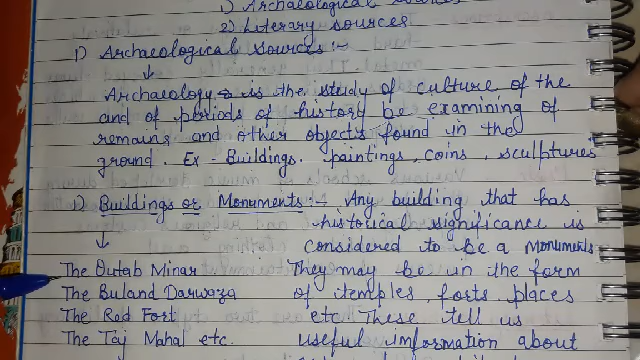 1) Archaeological sources
2) Literary sources
1) Archaeological sources :-
Archaeology is the study of culture of the
and of periods of history be examining of
remains and other objects found in the
ground. Ex - Buildings. paintings, coins, sculptures
1) Buildings or Monuments :- Any building that has
historical significance is
considered to be a Monuments
The Qutab Minar They may be in the form
The Buland Darwaza of temples, forts, places
The Red Fort etc. These tell us
The Taj Mahal etc. useful information about